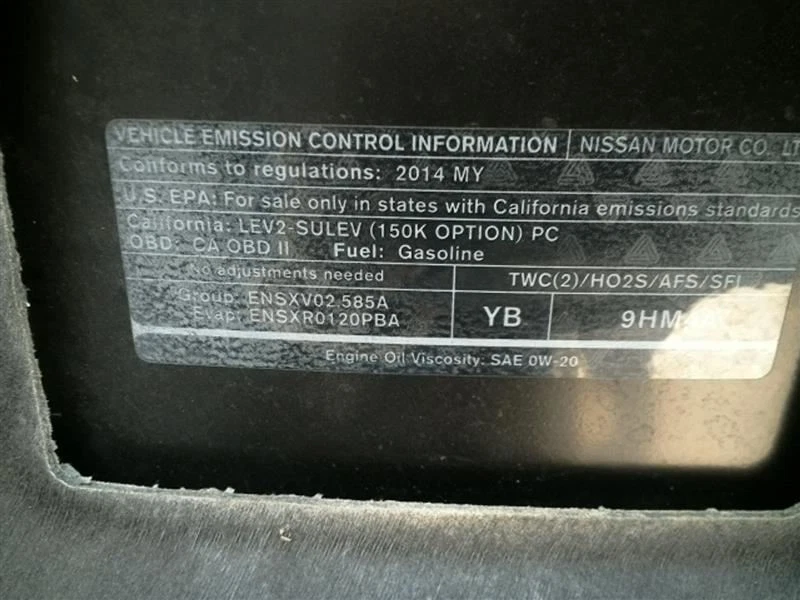 VEHICLE EMISSION CONTROL INFORMATION | NISSAN MOTOR CO. LT
Conforms to regulations: 2014 MY
U.S. EPA: For sale only in states with California emissions standards
California: LEV2-SULEV (150K OPTION) PC
OBD: CA OBD II Fuel: Gasoline
No adjustments needed TWC(2)/HO2S/AFS/SFI
Group: ENSXV02.585A
Evap: ENSXR0120PBA YB
Engine Oil Viscosity: SAE 0W-20